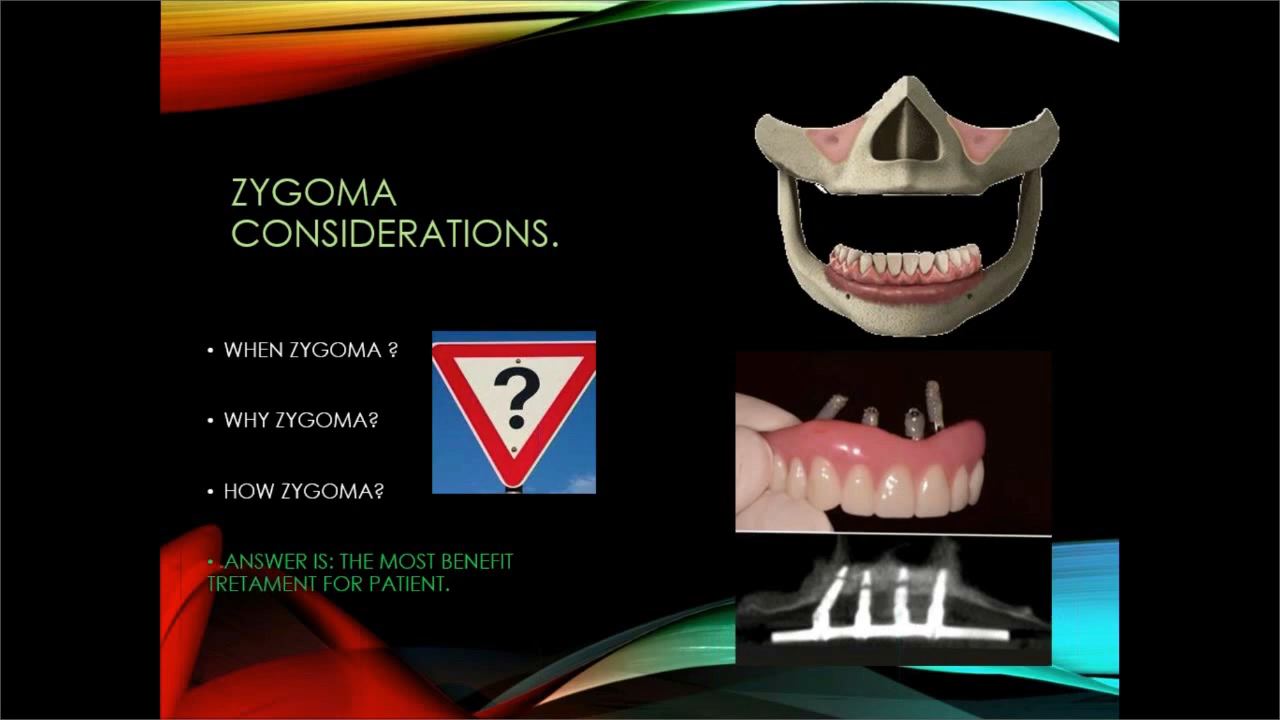 ZYGOMA
CONSIDERATIONS.
• WHEN ZYGOMA ?
• WHY ZYGOMA?
• HOW ZYGOMA?
• ANSWER IS: THE MOST BENEFIT
TRETAMENT FOR PATIENT.
?